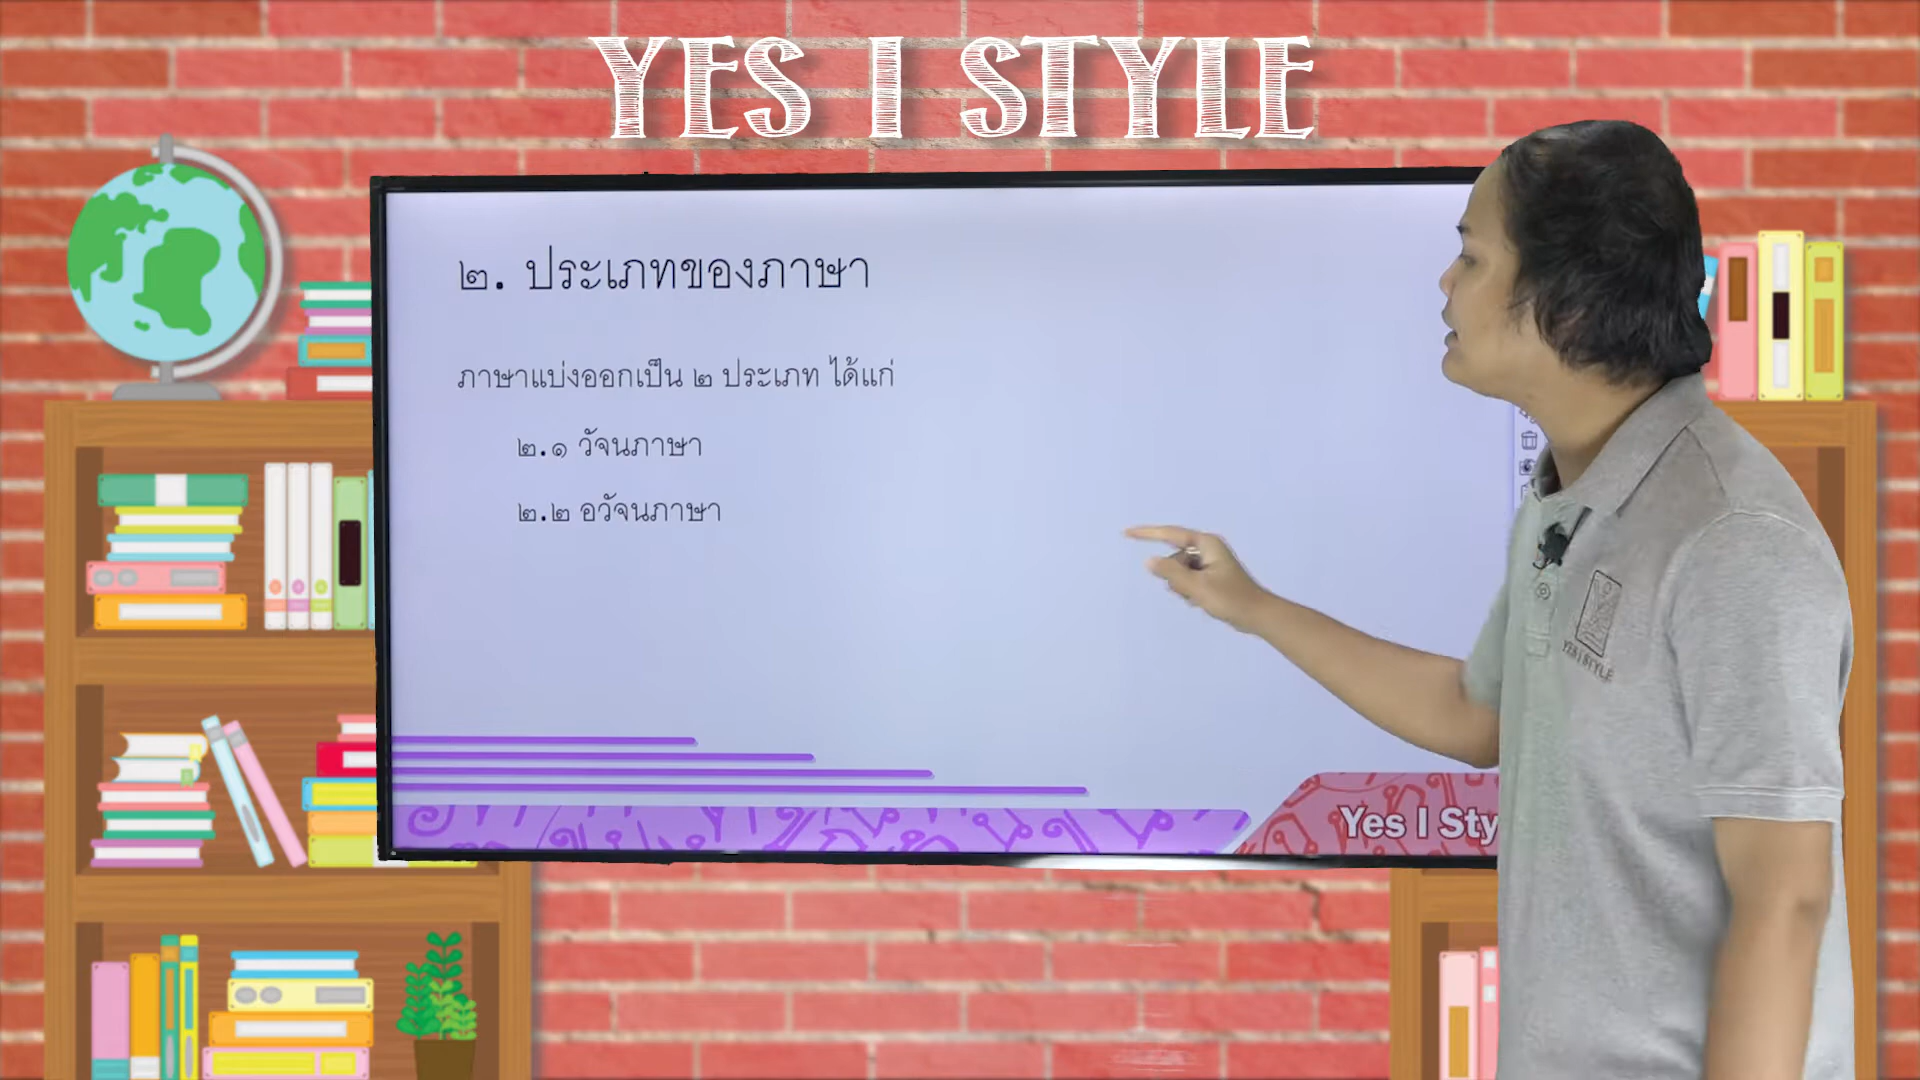 YES I STYLE
๒. ประเภทของภาษา
ภาษาแบ่งออกเป็น ๒ ประเภท ได้แก่
๒.๑ วัจนภาษา
๒.๒ อวัจนภาษา
Yes I Sty
YES I STYLE